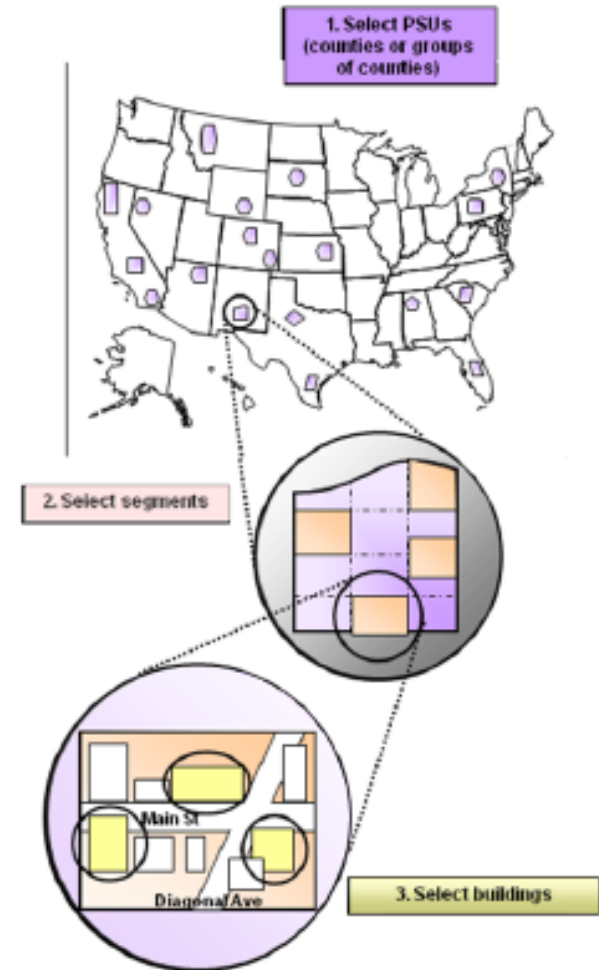 1. Select PSUs
(counties or groups
of counties)
2. Select segments
Main St
Diagonal Ave
3. Select buildings